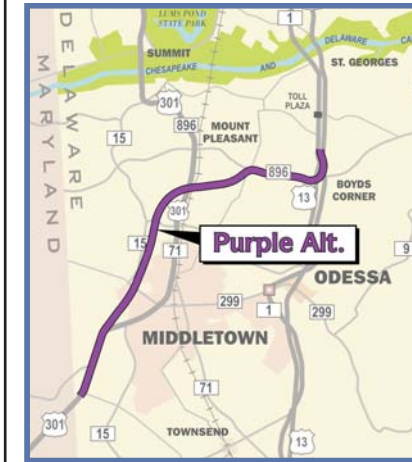 DELAWARE
MARYLAND
LUMS POND
STATE PARK
1
SUMMIT
CHESAPEAKE
AND
DELAWARE
CA
ST. GEORGES
301
TOLL
PLAZA
896
15
MOUNT
PLEASANT
896
13
BOYDS
CORNER
301
15
71
Purple Alt.
9
ODESSA
299
1
299
MIDDLETOWN
71
301
15
TOWNSEND
13